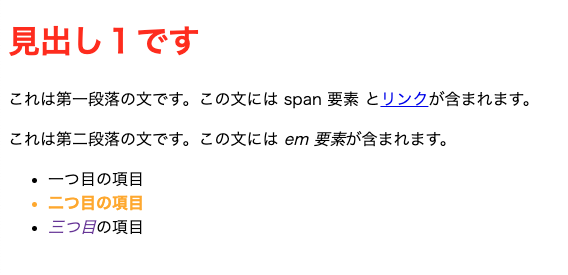 見出し１です
これは第一段落の文です。この文には span 要素 とリンクが含まれます。
これは第二段落の文です。この文には em 要素が含まれます。
• 一つ目の項目
• 二つ目の項目
• 三つ目の項目